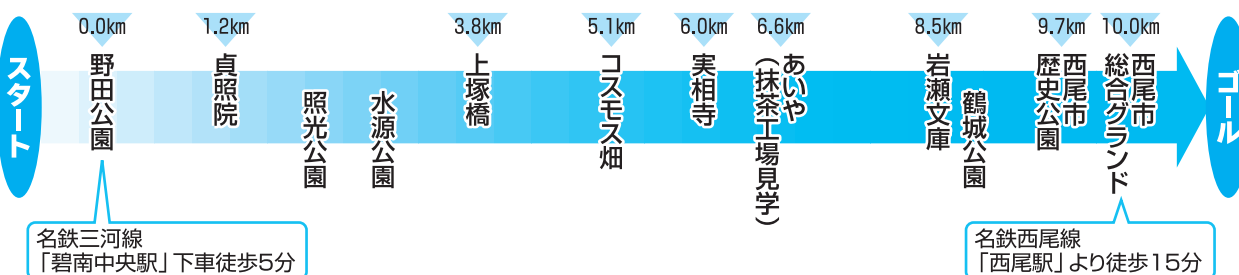 スタート
0.0km
野田公園
1.2km
貞照院
照光公園
水源公園
3.8km
上塚橋
5.1km
コスモス畑
6.0km
実相寺
6.6km
あいや
(抹茶工場見学)
8.5km
岩瀬文庫
鶴城公園
9.7km
西尾市
歴史公園
10.0km
西尾市
総合グランド
ゴール
名鉄三河線
「碧南中央駅」下車徒歩5分
名鉄西尾線
「西尾駅」より徒歩15分